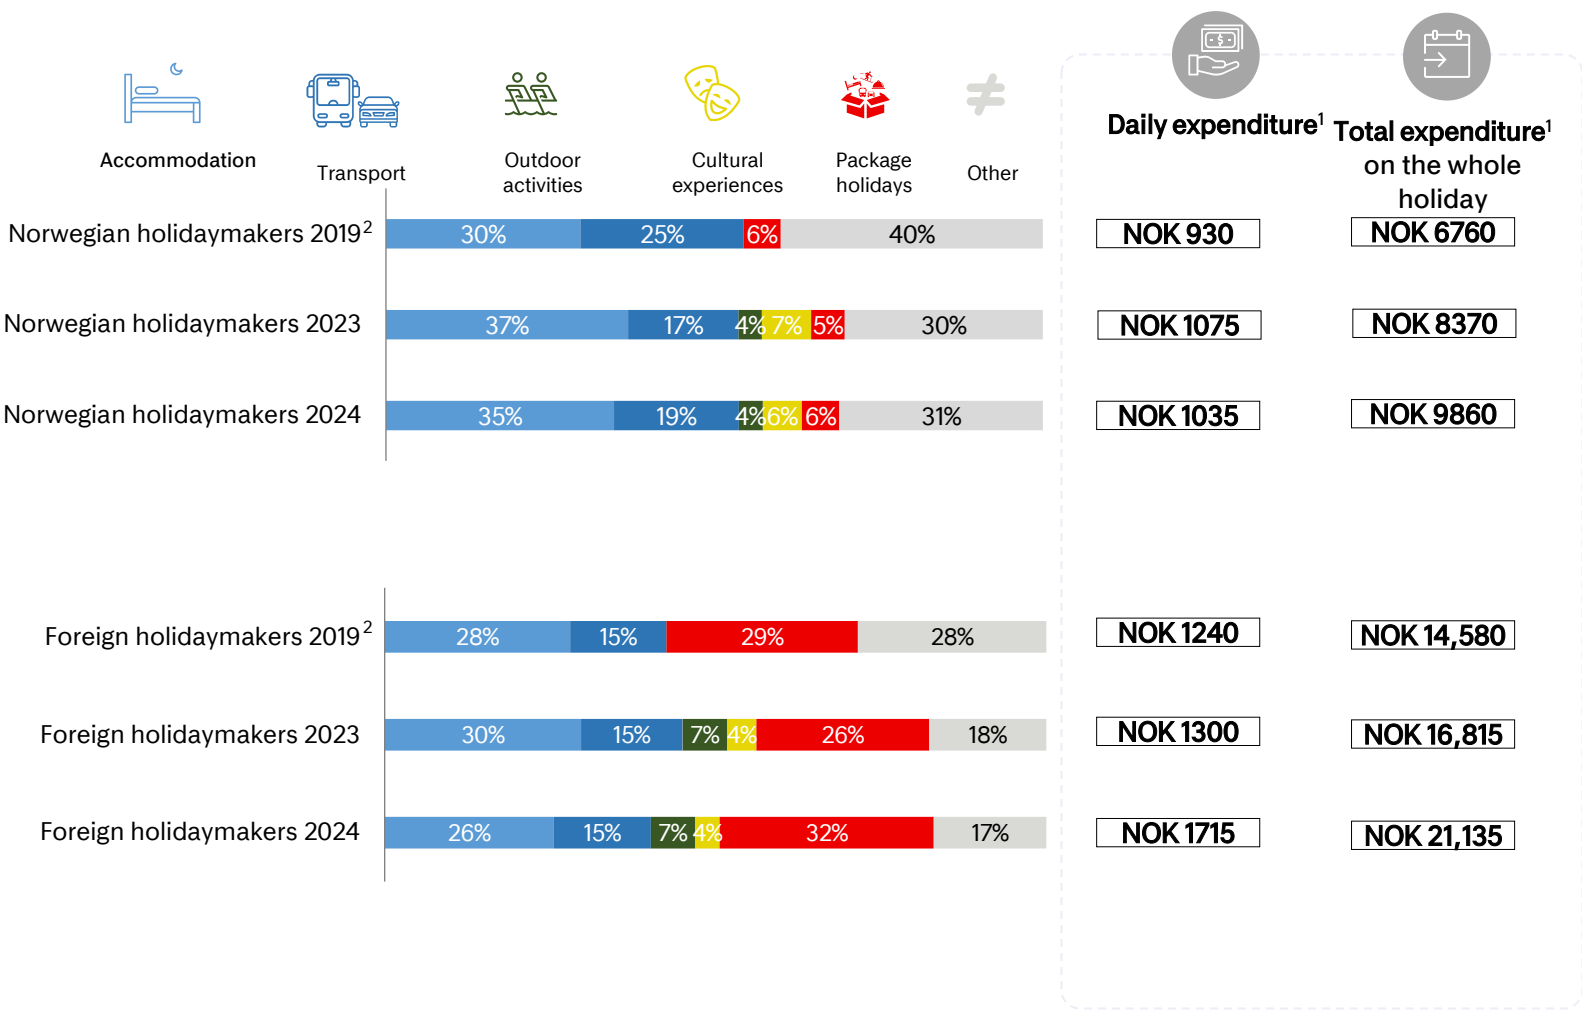 Accommodation
Transport
Outdoor
activities
Cultural
experiences
Package
holidays
Other
Daily expenditure¹
Total expenditure¹
on the whole
holiday
Norwegian holidaymakers 2019² 30% 25% 6% 40% NOK 930 NOK 6760
Norwegian holidaymakers 2023 37% 17% 4% 7% 5% 30% NOK 1075 NOK 8370
Norwegian holidaymakers 2024 35% 19% 4% 6% 6% 31% NOK 1035 NOK 9860
Foreign holidaymakers 2019² 28% 15% 29% 28% NOK 1240 NOK 14,580
Foreign holidaymakers 2023 30% 15% 7% 4% 26% 18% NOK 1300 NOK 16,815
Foreign holidaymakers 2024 26% 15% 7% 4% 32% 17% NOK 1715 NOK 21,135